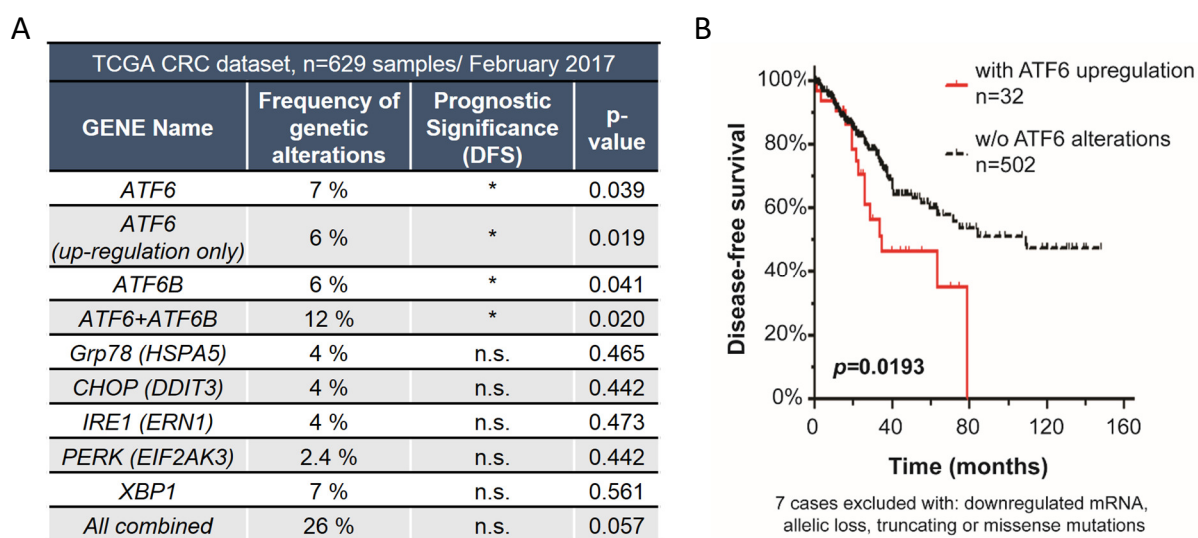 A
TCGA CRC dataset, n=629 samples/ February 2017
GENE Name
Frequency of
genetic
alterations
Prognostic
Significance
(DFS)
p-
value
ATF6 7 % * 0.039
ATF6
(up-regulation only) 6 % * 0.019
ATF6B 6 % * 0.041
ATF6+ATF6B 12 % * 0.020
Grp78 (HSPA5) 4 % n.s. 0.465
CHOP (DDIT3) 4 % n.s. 0.442
IRE1 (ERN1) 4 % n.s. 0.473
PERK (EIF2AK3) 2.4 % n.s. 0.442
XBP1 7 % n.s. 0.561
All combined 26 % n.s. 0.057
B
with ATF6 upregulation
n=32
w/o ATF6 alterations
n=502
Disease-free survival
100%
80%
60%
40%
20%
0%
p=0.0193
0 40 80 120 160
Time (months)
7 cases excluded with: downregulated mRNA,
allelic loss, truncating or missense mutations